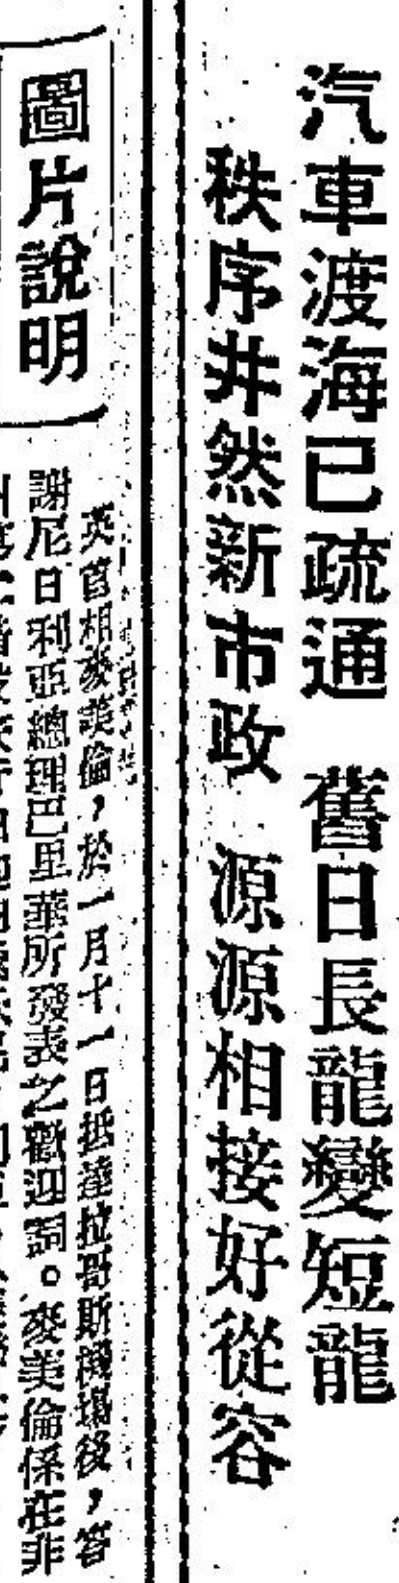 汽車渡海已疏通 舊日長龍變短龍
秩序井然新市政 源源相接好從容
圖片說明
英首相麥美倫，於一月十一日抵達拉哥斯機場後，答
謝尼日利亞總理巴里華所發表之歡迎詞。麥美倫係在非